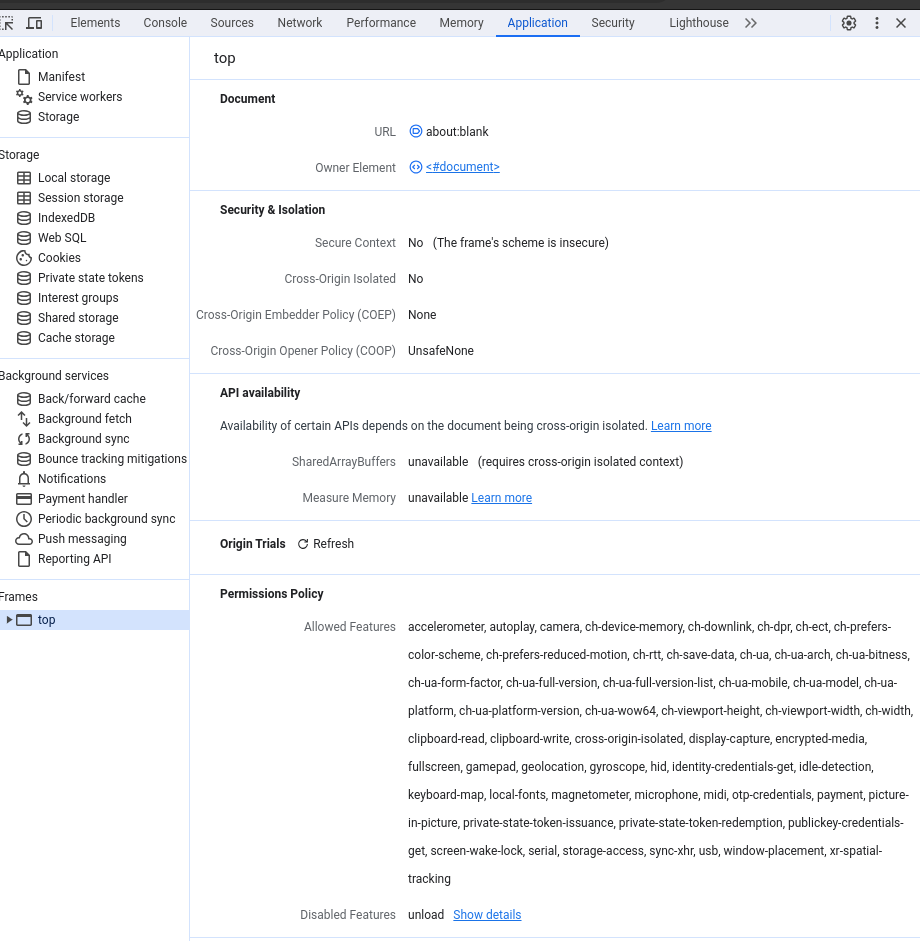 Elements Console Sources Network Performance Memory Application Security Lighthouse
Application
Manifest
Service workers
Storage
Storage
Local storage
Session storage
IndexedDB
Web SQL
Cookies
Private state tokens
Interest groups
Shared storage
Cache storage
Background services
Back/forward cache
Background fetch
Background sync
Bounce tracking mitigations
Notifications
Payment handler
Periodic background sync
Push messaging
Reporting API
Frames
top
top
Document
URL about:blank
Owner Element <#document>
Security & Isolation
Secure Context No (The frame's scheme is insecure)
Cross-Origin Isolated No
Cross-Origin Embedder Policy (COEP) None
Cross-Origin Opener Policy (COOP) UnsafeNone
API availability
Availability of certain APIs depends on the document being cross-origin isolated. Learn more
SharedArrayBuffers unavailable (requires cross-origin isolated context)
Measure Memory unavailable Learn more
Origin Trials Refresh
Permissions Policy
Allowed Features accelerometer, autoplay, camera, ch-device-memory, ch-downlink, ch-dpr, ch-ect, ch-prefers-
color-scheme, ch-prefers-reduced-motion, ch-rtt, ch-save-data, ch-ua, ch-ua-arch, ch-ua-bitness,
ch-ua-form-factor, ch-ua-full-version, ch-ua-full-version-list, ch-ua-mobile, ch-ua-model, ch-ua-
platform, ch-ua-platform-version, ch-ua-wow64, ch-viewport-height, ch-viewport-width, ch-width,
clipboard-read, clipboard-write, cross-origin-isolated, display-capture, encrypted-media,
fullscreen, gamepad, geolocation, gyroscope, hid, identity-credentials-get, idle-detection,
keyboard-map, local-fonts, magnetometer, microphone, midi, otp-credentials, payment, picture-
in-picture, private-state-token-issuance, private-state-token-redemption, publickey-credentials-
get, screen-wake-lock, serial, storage-access, sync-xhr, usb, window-placement, xr-spatial-
tracking
Disabled Features unload Show details